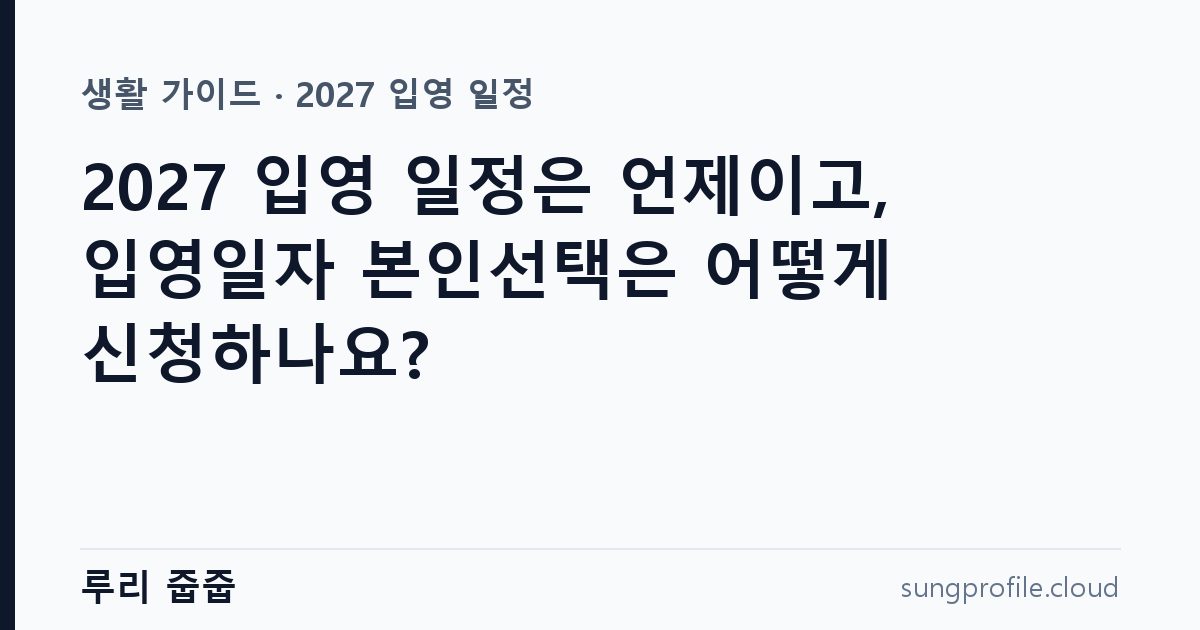 생활 가이드 · 2027 입영 일정
2027 입영 일정은 언제이고,
입영일자 본인선택은 어떻게
신청하나요?
루리 줍줍
sungprofile.cloud